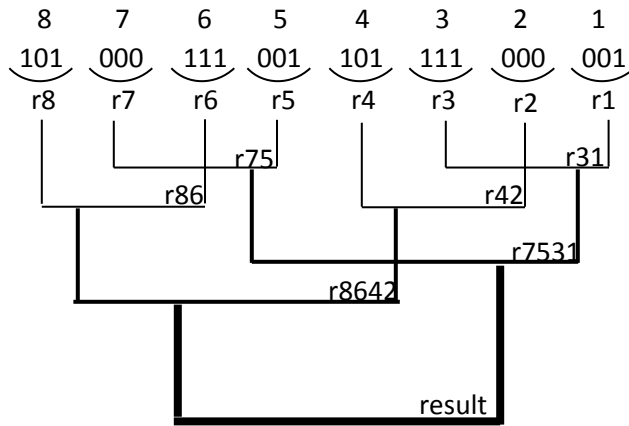 8 7 6 5 4 3 2 1
101 000 111 001 101 111 000 001
r8 r7 r6 r5 r4 r3 r2 r1
r75 r31
r86 r42
r7531
r8642
result